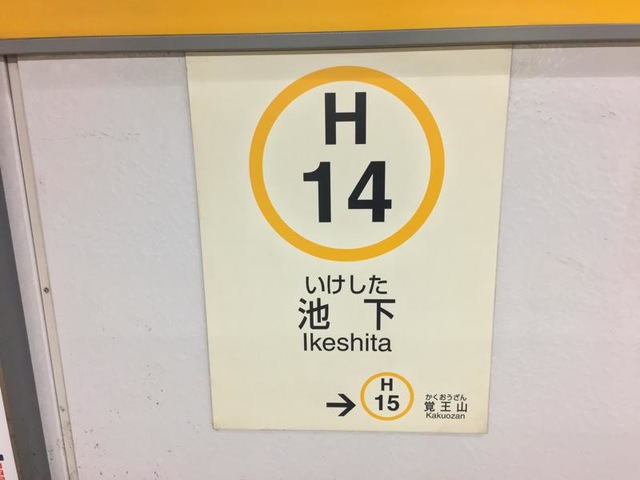 H
14
いけした
池下
Ikeshita
→
H
15
かくおうざん
覚王山
Kakuozan